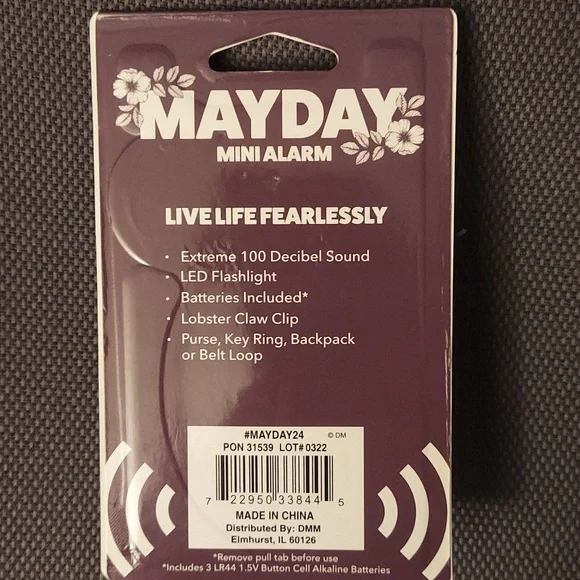 MAYDAY
MINI ALARM
LIVE LIFE FEARLESSLY
• Extreme 100 Decibel Sound
• LED Flashlight
• Batteries Included*
• Lobster Claw Clip
• Purse, Key Ring, Backpack
or Belt Loop
#MAYDAY24 © DM
PON 31539 LOT# 0322
7 22950 33844 5
MADE IN CHINA
Distributed By: DMM
Elmhurst, IL 60126
*Remove pull tab before use
*Includes 3 LR44 1.5V Button Cell Alkaline Batteries